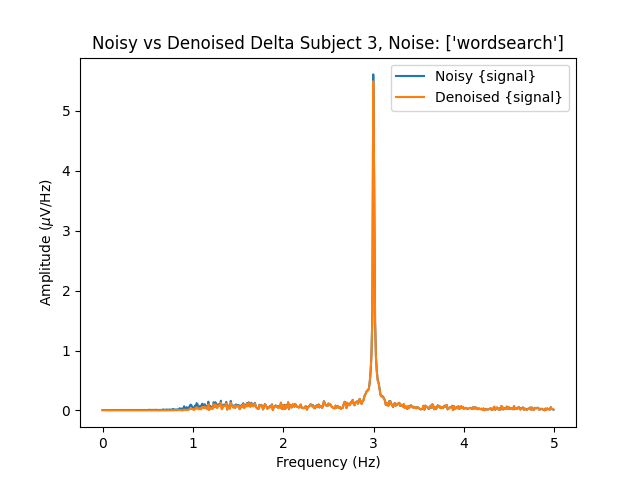 Noisy vs Denoised Delta Subject 3, Noise: ['wordsearch']
Noisy {signal}
Denoised {signal}
Amplitude (μV/Hz)
5
4
3
2
1
0
0 1 2 3 4 5
Frequency (Hz)